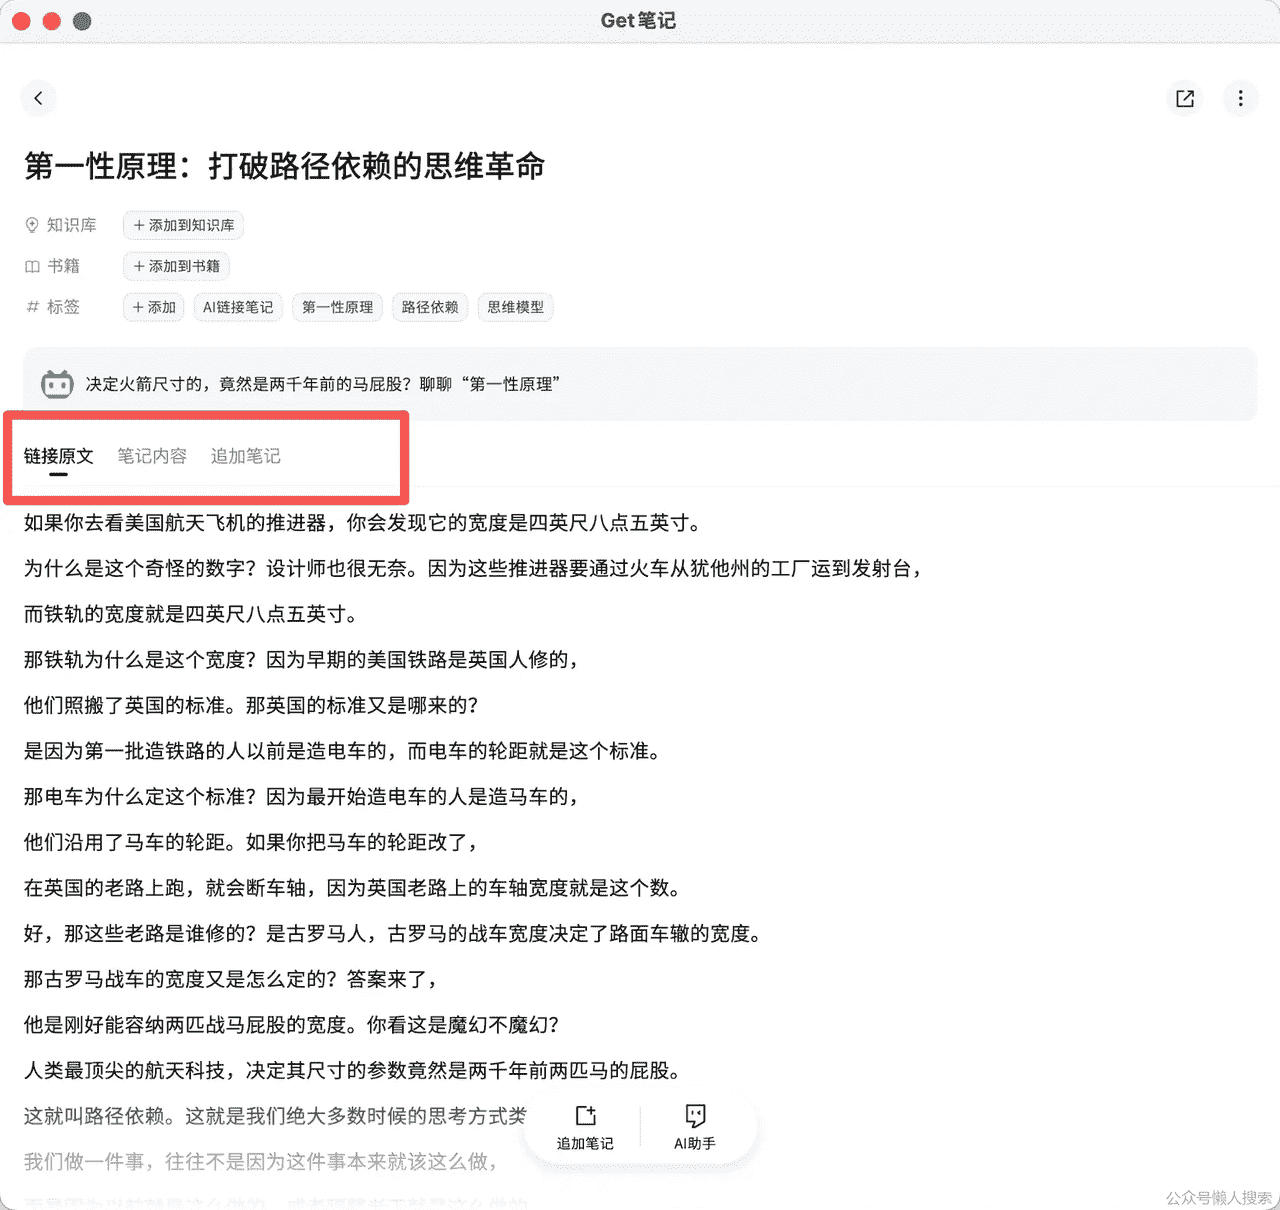 Get笔记
第一性原理：打破路径依赖的思维革命
知识库 + 添加到知识库
书籍 + 添加到书籍
# 标签 + 添加 AI链接笔记 第一性原理 路径依赖 思维模型
决定火箭尺寸的，竟然是两千年前的马屁股？聊聊“第一性原理”
链接原文 笔记内容 追加笔记
如果你去看美国航天飞机的推进器，你会发现它的宽度是四英尺八点五英寸。
为什么是这个奇怪的数字？设计师也很无奈。因为这些推进器要通过火车从犹他州的工厂运到发射台，
而铁轨的宽度就是四英尺八点五英寸。
那铁轨为什么是这个宽度？因为早期的美国铁路是英国人修的，
他们照搬了英国的标准。那英国的标准又是哪来的？
是因为第一批造铁路的人以前是造电车的，而电车的轮距就是这个标准。
那电车为什么定这个标准？因为最开始造电车的人是造马车的，
他们沿用了马车的轮距。如果你把马车的轮距改了，
在英国的老路上跑，就会断车轴，因为英国老路上的车轴宽度就是这个数。
好，那这些老路是谁修的？是古罗马人，古罗马的战车宽度决定了路面车辙的宽度。
那古罗马战车的宽度又是怎么定的？答案来了，
他是刚好能容纳两匹战马屁股的宽度。你看这是魔幻不魔幻？
人类最顶尖的航天科技，决定其尺寸的参数竟然是两千年前两匹马的屁股。
这就叫路径依赖。这就是我们绝大多数时候的思考方式类
我们做一件事，往往不是因为这件事本来就该这么做，
追加笔记 AI助手
公众号懒人搜索